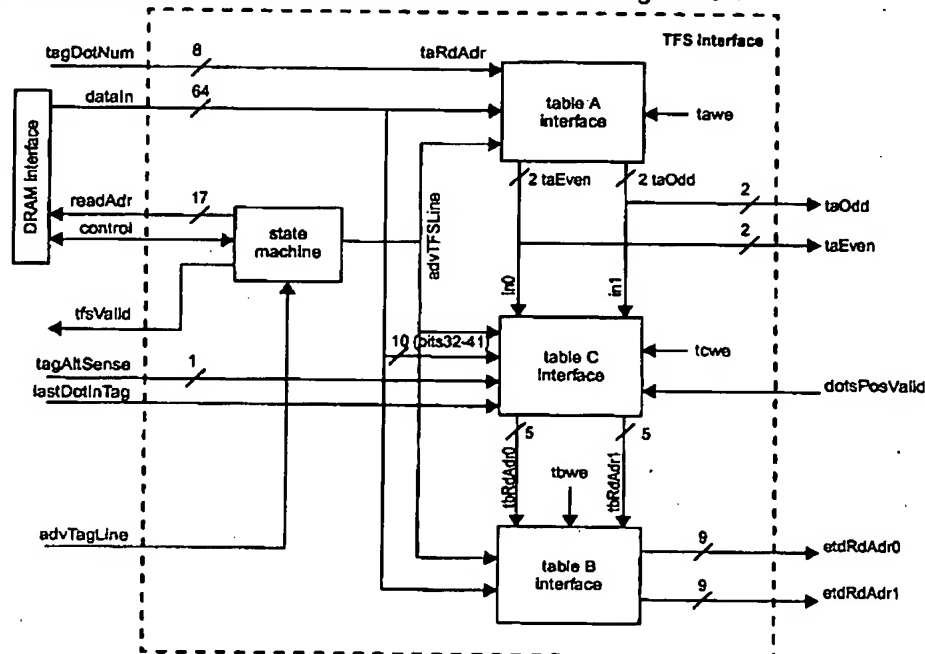 TFS Interface
tagDotNum
8
taRdAdr
dataIn
64
table A
interface
tawe
DRAM Interface
2 taEven
2 taOdd
2
taOdd
readAdr
17
control
state
machine
advTFSLine
2
taEven
in0
in1
tfsValid
10 (bits32-41)
table C
Interface
tcwe
tagAltSense
1
lastDotInTag
dotsPosValid
5
5
tbRdAdr0
tbwe
tbRdAdr1
advTagLine
table B
interface
9
etdRdAdr0
9
etdRdAdr1